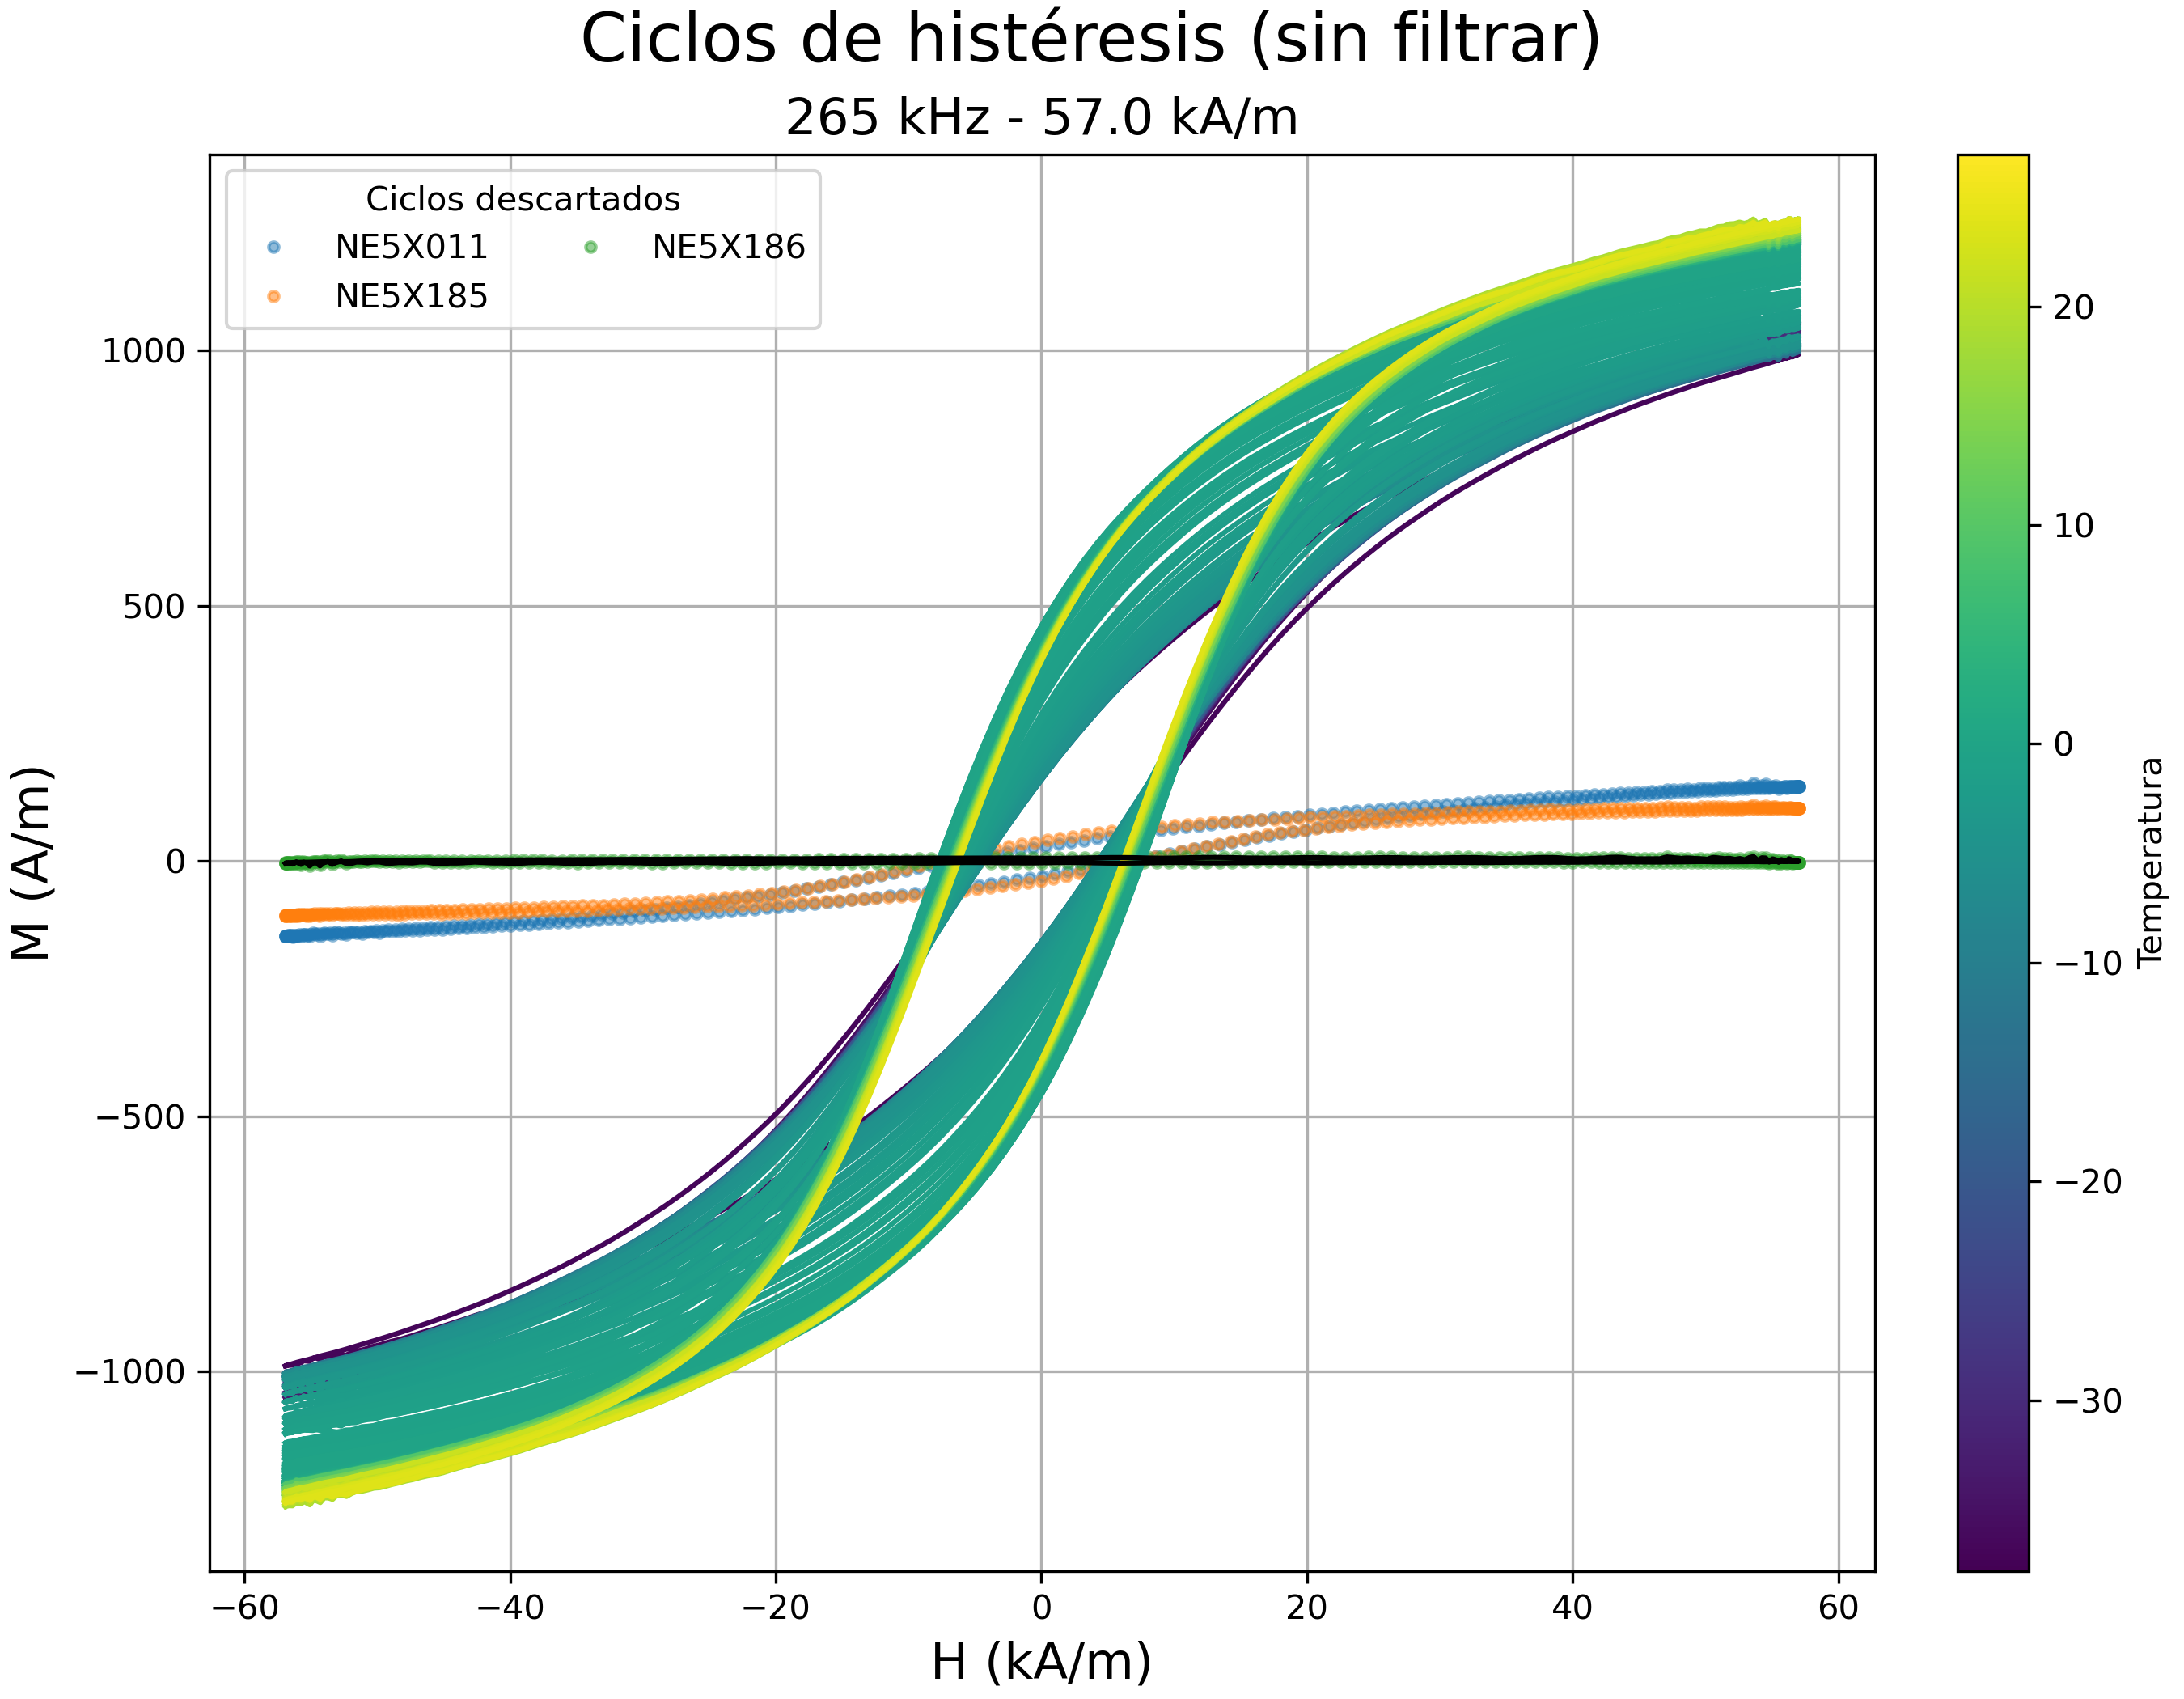 Ciclos de histéresis (sin filtrar)
265 kHz - 57.0 kA/m
Ciclos descartados
NE5X011
NE5X186
NE5X185
1000
500
0
−500
−1000
M (A/m)
−60
−40
−20
0
20
40
60
H (kA/m)
20
10
0
−10
−20
−30
Temperatura